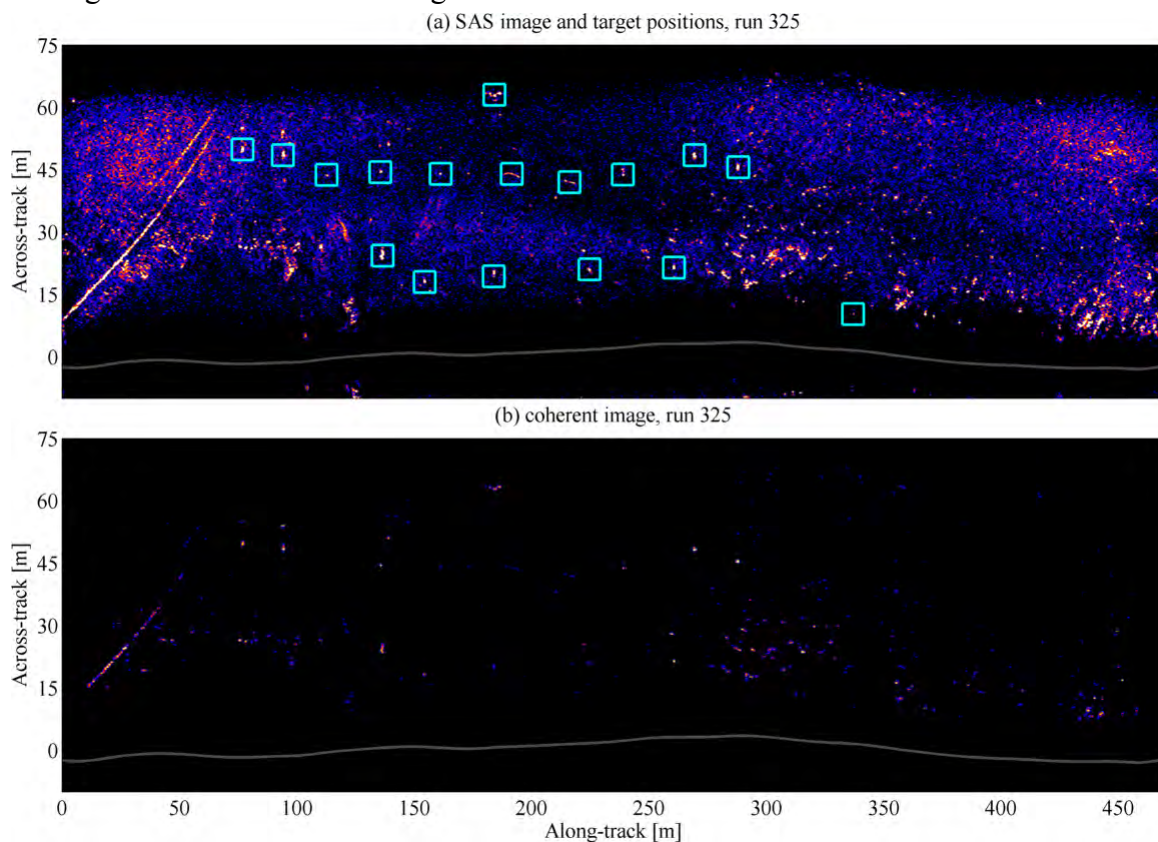 (a) SAS image and target positions, run 325
75
60
45
30
15
0
Across-track [m]
(b) coherent image, run 325
75
60
45
30
15
0
Across-track [m]
0 50 100 150 200 250 300 350 400 450
Along-track [m]